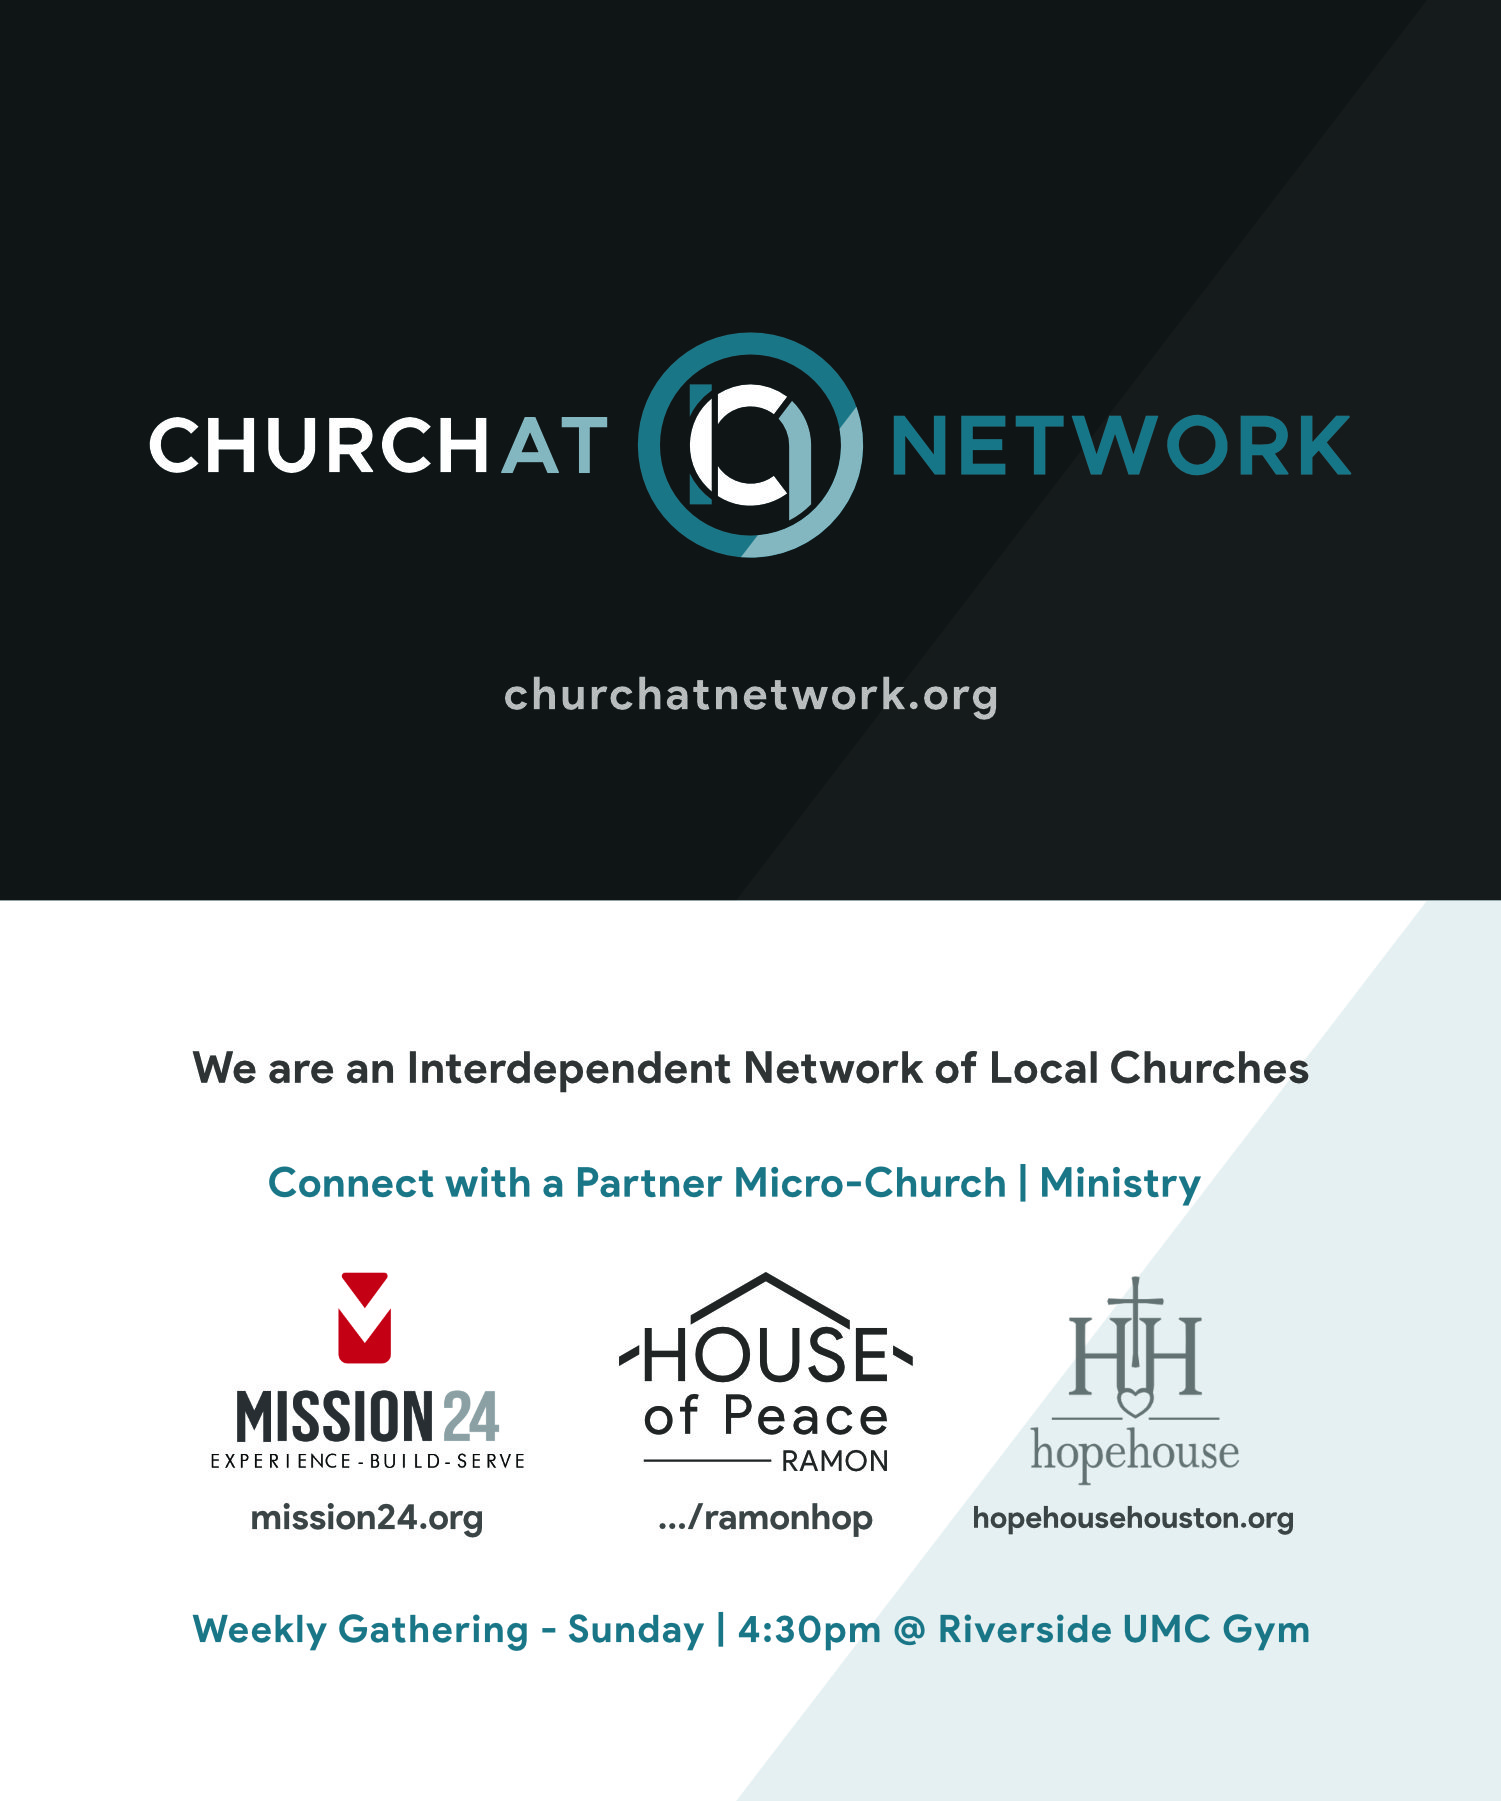 CHURCHAT NETWORK
churchatnetwork.org
We are an Interdependent Network of Local Churches
Connect with a Partner Micro-Church | Ministry
MISSION 24
EXPERIENCE-BUILD-SERVE
mission24.org
HOUSE
of Peace
RAMON
.../ramonhop
HH
hopehouse
hopehousehouston.org
Weekly Gathering - Sunday | 4:30pm @ Riverside UMC Gym